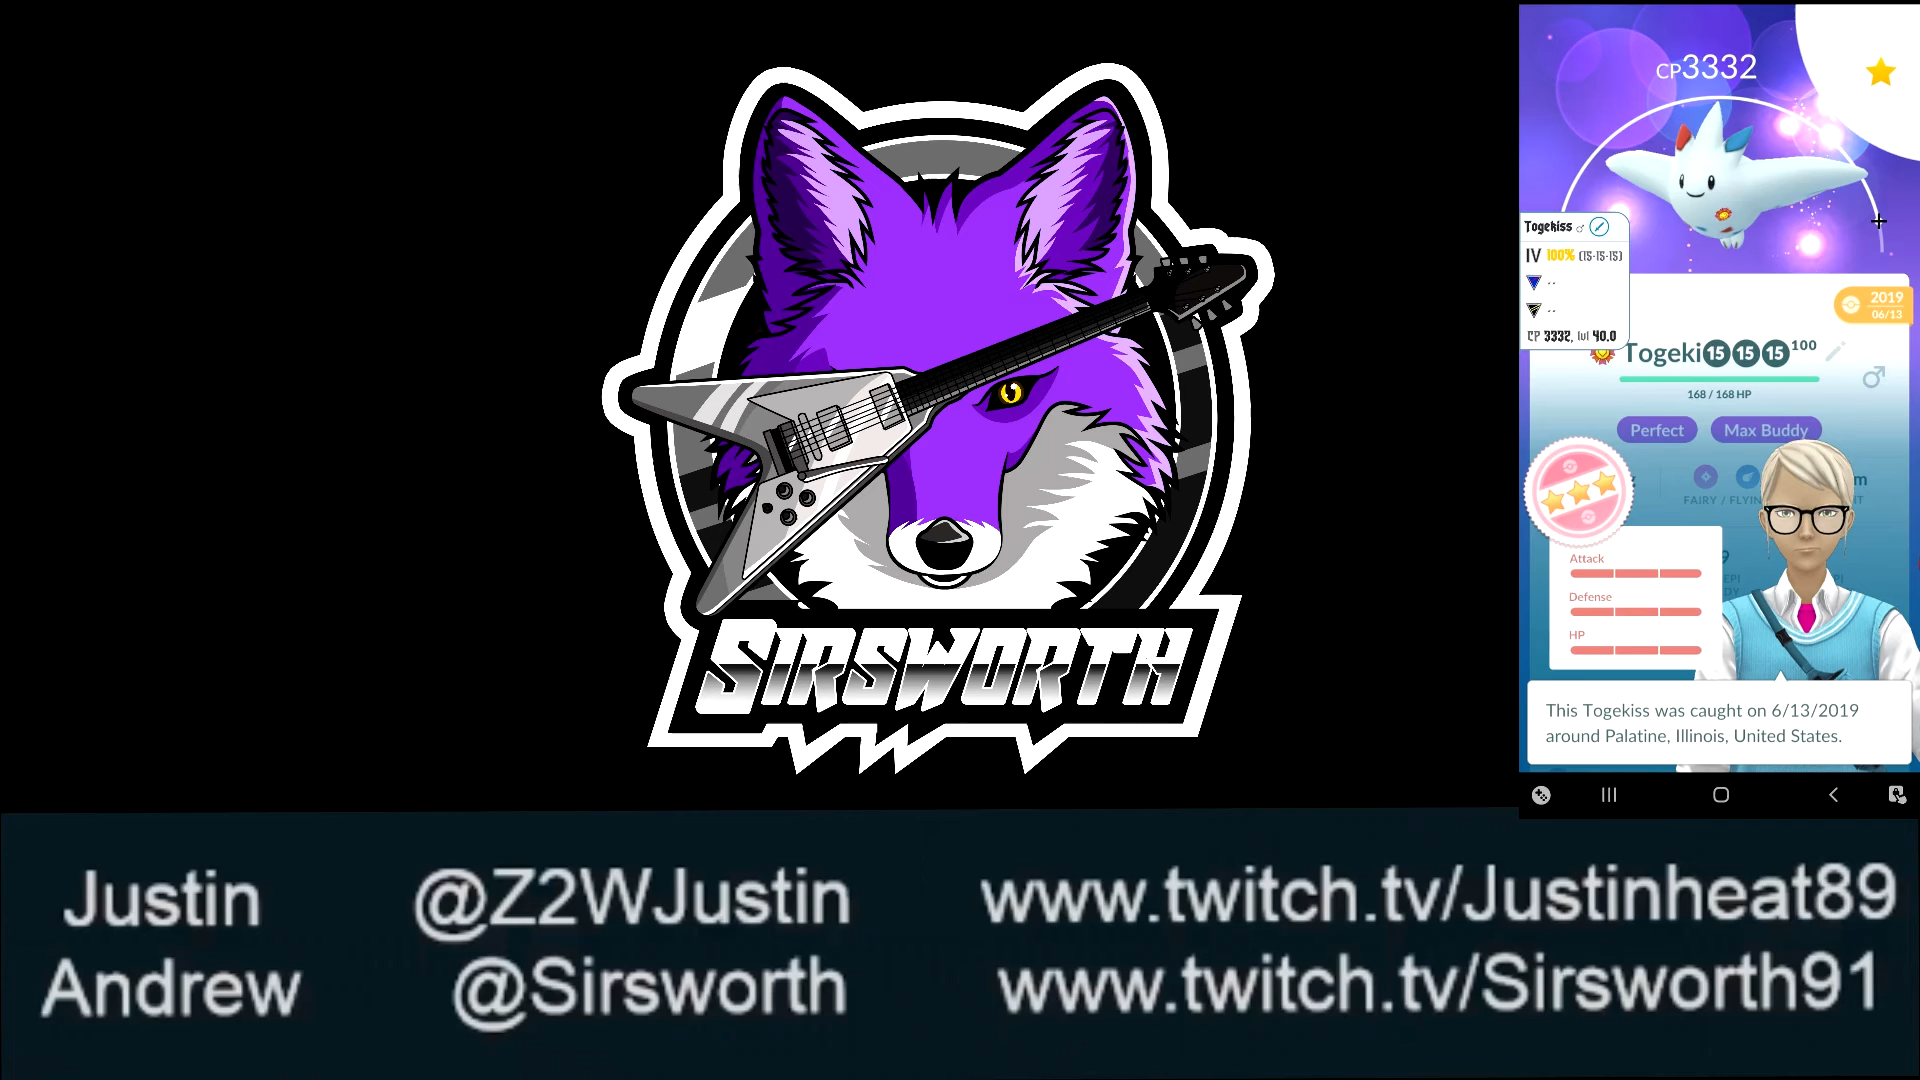 SIRSWORTH
CP3332
Togekiss ♂
IV 100% (15-15-15)
--
--
CP 3332, lvl 40.0
2019
06/13
Togeki15 15 15 100
168 / 168 HP
Perfect
Max Buddy
FAIRY / FLYIN
Attack
Defense
HP
This Togekiss was caught on 6/13/2019
around Palatine, Illinois, United States.
Justin @Z2WJustin www.twitch.tv/Justinheat89
Andrew @Sirsworth www.twitch.tv/Sirsworth91